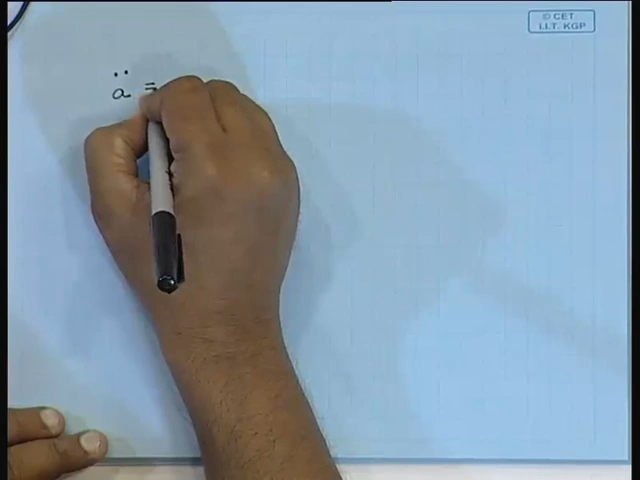 © CET
I.I.T. KGP
ä =